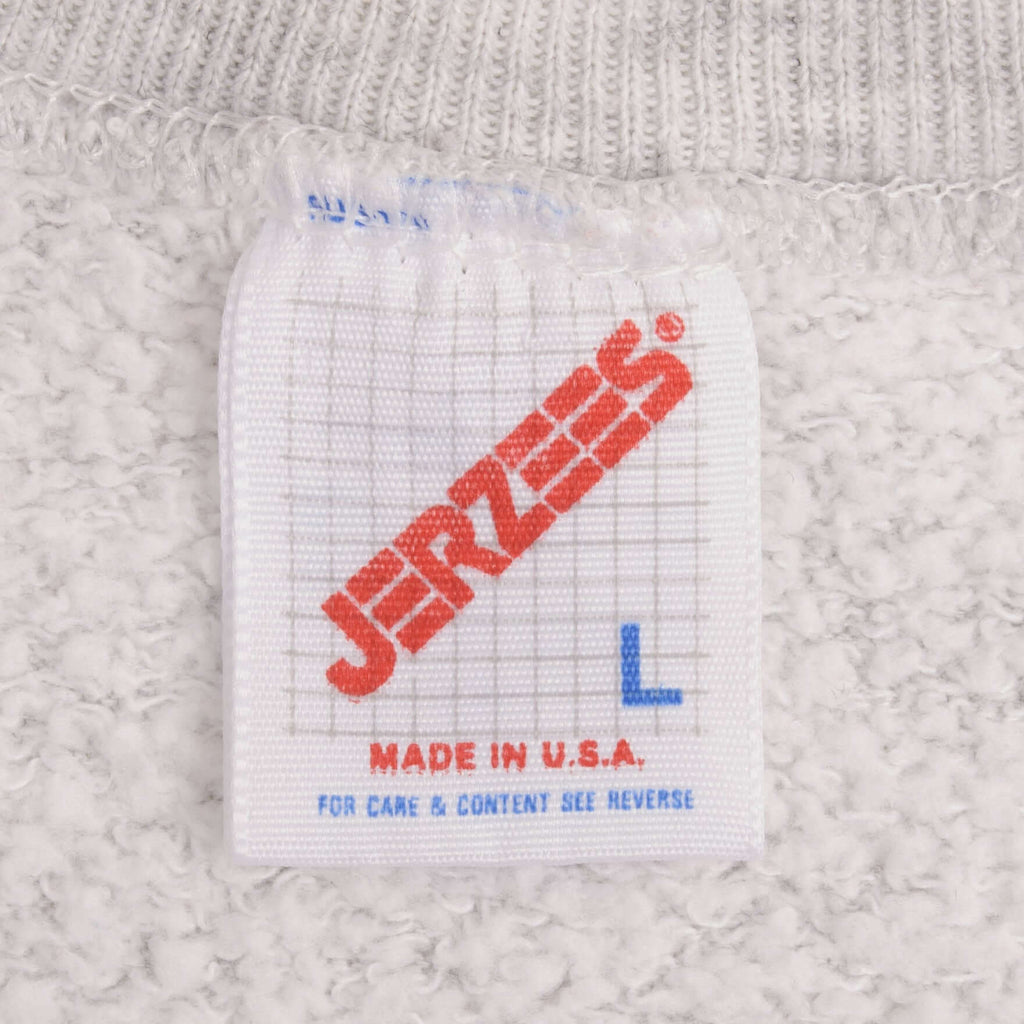 JERZEES®
L
MADE IN U.S.A.
FOR CARE & CONTENT SEE REVERSE